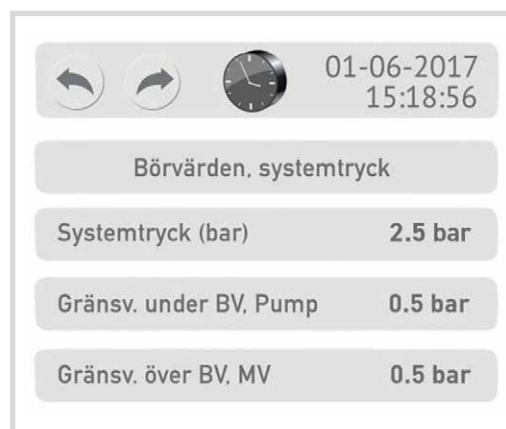 01-06-2017
15:18:56
Börvärden, systemtryck
Systemtryck (bar) 2.5 bar
Gränsv. under BV, Pump 0.5 bar
Gränsv. över BV, MV 0.5 bar